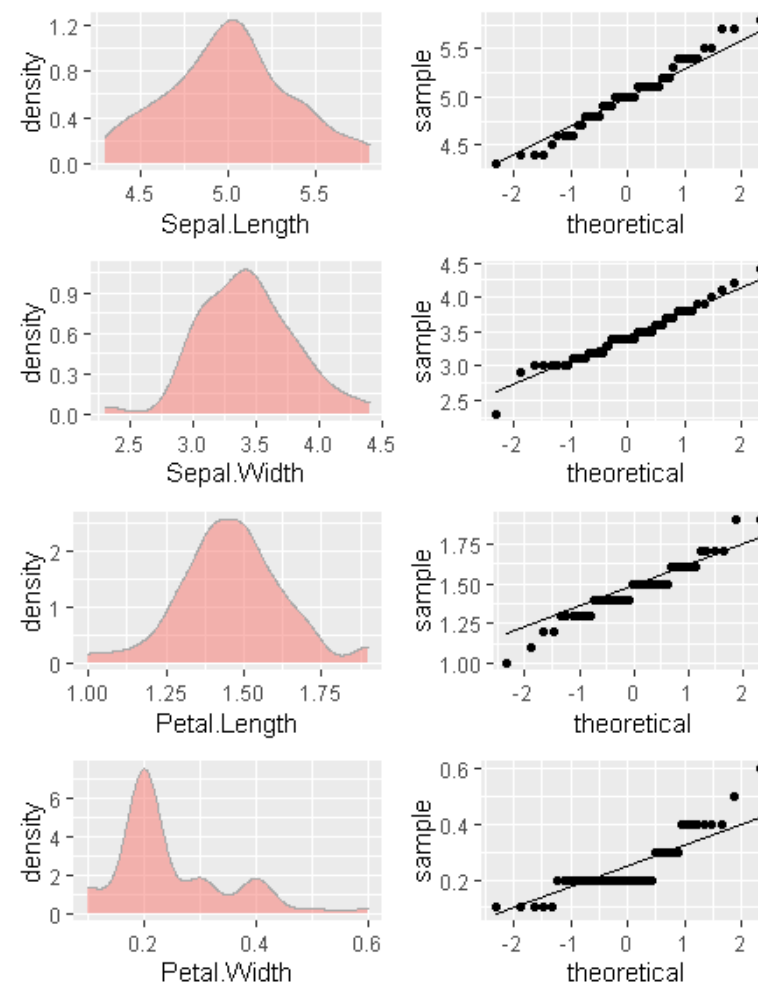 1.2
0.8
0.4
0.0
density
4.5 5.0 5.5
Sepal.Length
5.5
5.0
4.5
sample
-2 -1 0 1 2
theoretical
0.9
0.6
0.3
0.0
density
2.5 3.0 3.5 4.0 4.5
Sepal.Width
4.5
4.0
3.5
3.0
2.5
sample
-2 -1 0 1 2
theoretical
2
1
0
density
1.00 1.25 1.50 1.75
Petal.Length
1.75
1.50
1.25
1.00
sample
-2 -1 0 1 2
theoretical
6
4
2
0
density
0.2 0.4 0.6
Petal.Width
0.6
0.4
0.2
sample
-2 -1 0 1 2
theoretical